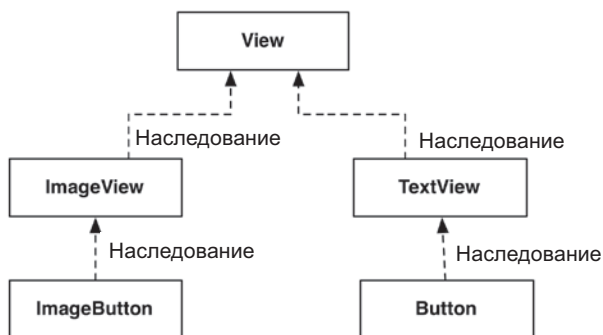 View
Наследование
Наследование
ImageView
TextView
Наследование
Наследование
ImageButton
Button